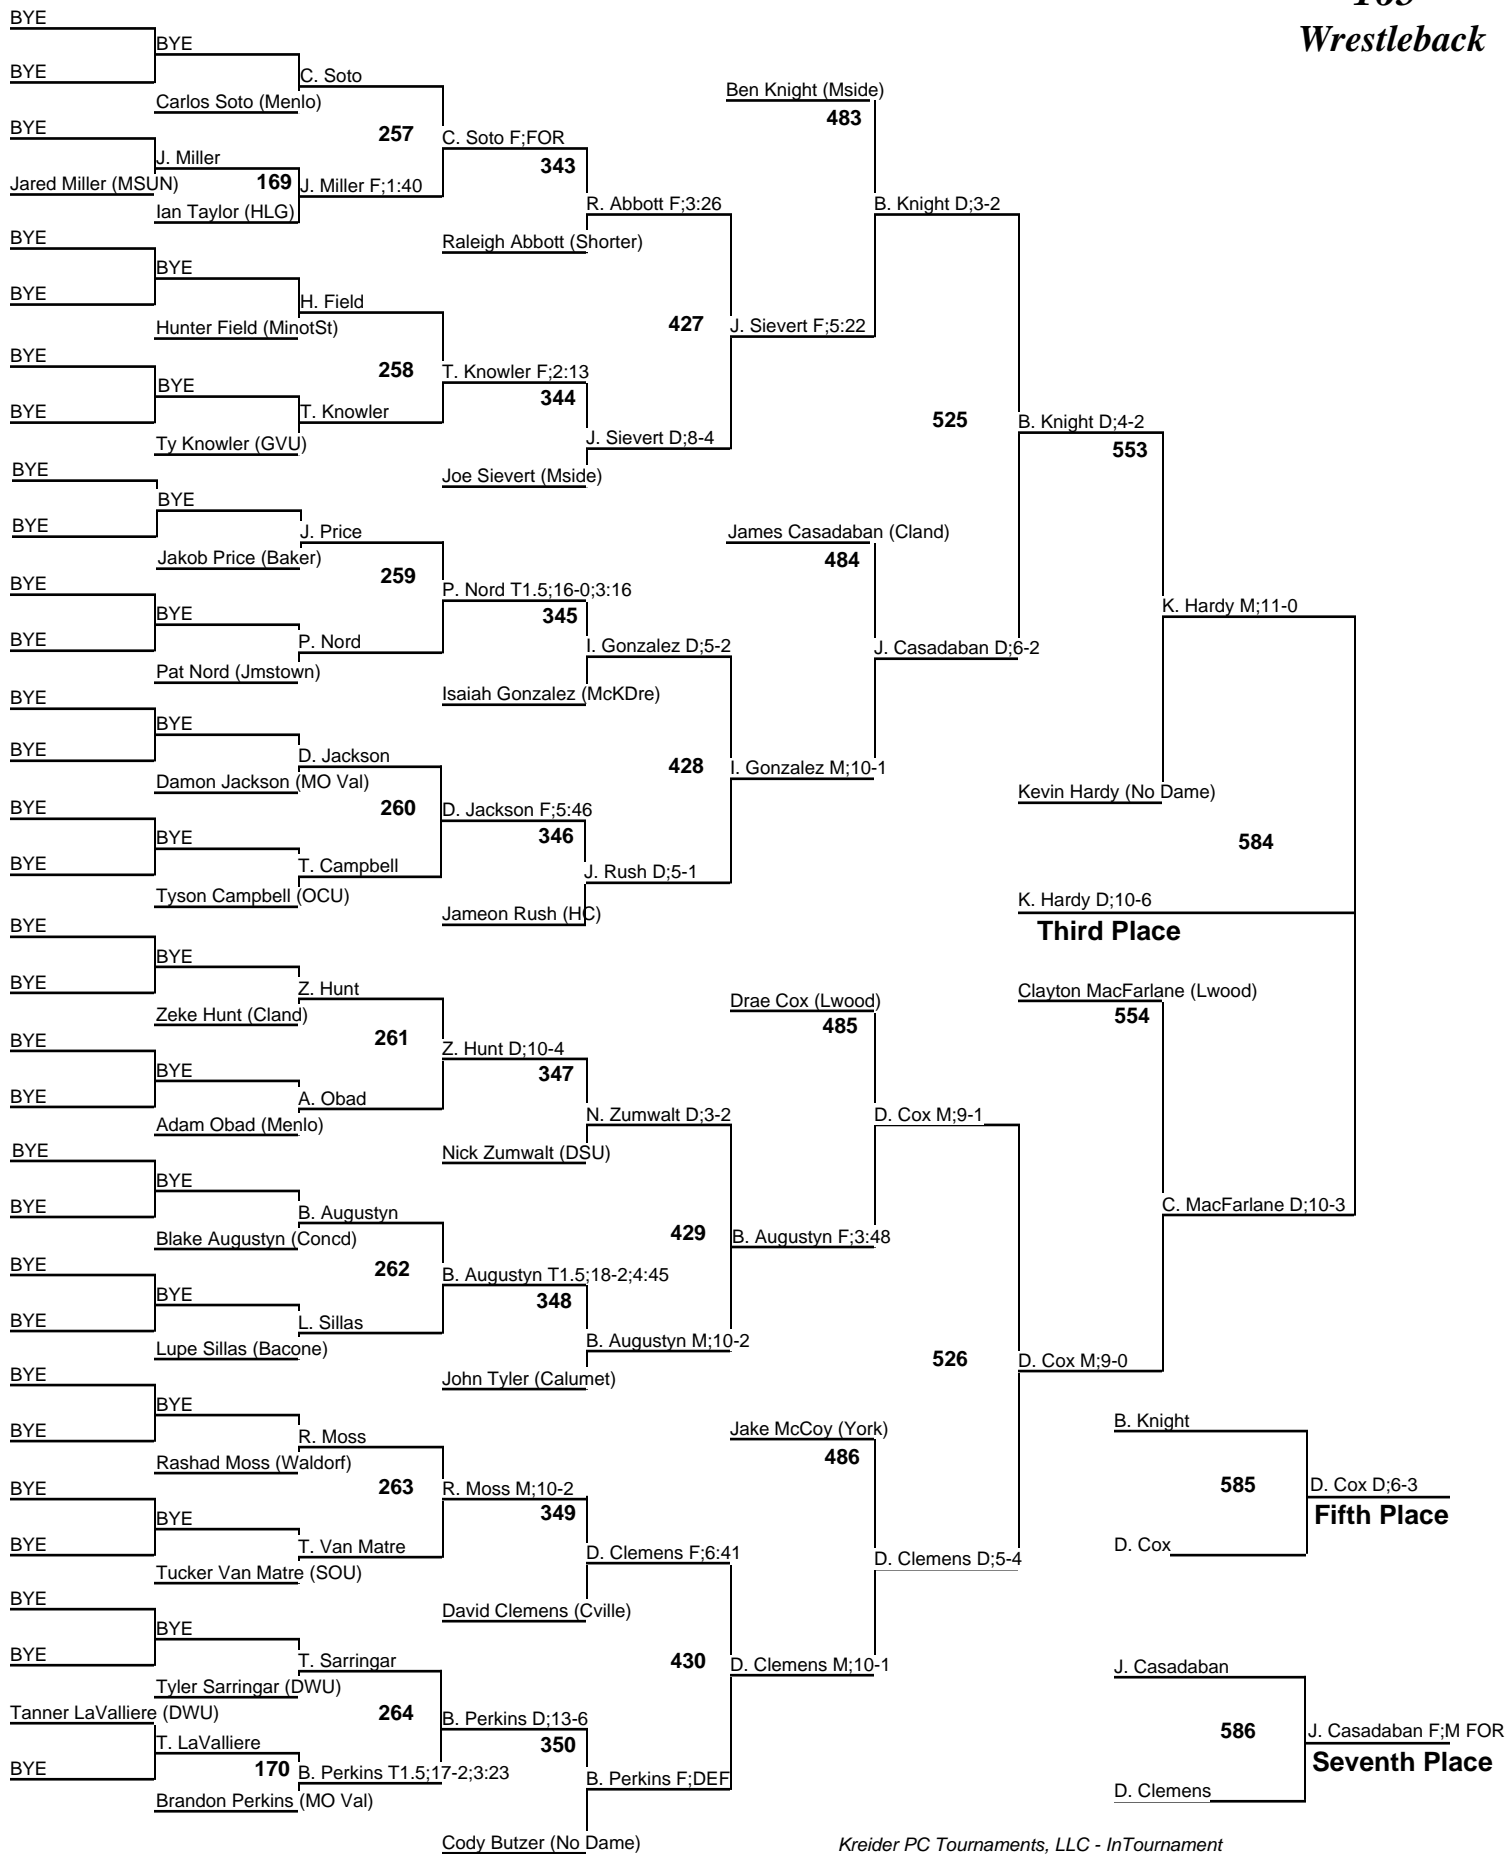 Wrestleback
BYE
BYE
BYE
C. Soto
Carlos Soto (Menlo)
Ben Knight (Mside)
483
BYE
257
C. Soto F;FOR
343
J. Miller
Jared Miller (MSUN)
169
J. Miller F;1:40
Ian Taylor (HLG)
R. Abbott F;3:26
B. Knight D;3-2
BYE
Raleigh Abbott (Shorter)
BYE
BYE
H. Field
Hunter Field (MinotSt)
427
J. Sievert F;5:22
BYE
258
T. Knowler F;2:13
344
BYE
BYE
T. Knowler
525
B. Knight D;4-2
553
Ty Knowler (GVU)
J. Sievert D;8-4
BYE
Joe Sievert (Mside)
BYE
BYE
J. Price
James Casadaban (Cland)
484
Jakob Price (Baker)
259
BYE
P. Nord T1.5;16-0;3:16
345
K. Hardy M;11-0
BYE
BYE
P. Nord
I. Gonzalez D;5-2
J. Casadaban D;6-2
Pat Nord (Jmstown)
Isaiah Gonzalez (McKDre)
BYE
BYE
BYE
D. Jackson
428
I. Gonzalez M;10-1
Damon Jackson (MO Val)
Kevin Hardy (No Dame)
BYE
260
D. Jackson F;5:46
346
584
BYE
BYE
T. Campbell
J. Rush D;5-1
Tyson Campbell (OCU)
K. Hardy D;10-6
Third Place
Jameon Rush (HC)
BYE
BYE
BYE
Z. Hunt
Drae Cox (Lwood)
485
Clayton MacFarlane (Lwood)
554
Zeke Hunt (Cland)
261
BYE
Z. Hunt D;10-4
347
BYE
BYE
A. Obad
N. Zumwalt D;3-2
D. Cox M;9-1
Adam Obad (Menlo)
Nick Zumwalt (DSU)
BYE
BYE
BYE
B. Augustyn
C. MacFarlane D;10-3
Blake Augustyn (Concd)
429
B. Augustyn F;3:48
BYE
262
B. Augustyn T1.5;18-2;4:45
348
BYE
BYE
L. Sillas
B. Augustyn M;10-2
Lupe Sillas (Bacone)
526
D. Cox M;9-0
BYE
John Tyler (Calumet)
BYE
BYE
R. Moss
Jake McCoy (York)
486
B. Knight
Rashad Moss (Waldorf)
263
BYE
R. Moss M;10-2
349
585
D. Cox D;6-3
Fifth Place
BYE
BYE
T. Van Matre
D. Clemens F;6:41
D. Clemens D;5-4
D. Cox
Tucker Van Matre (SOU)
BYE
David Clemens (Cville)
BYE
BYE
T. Sarringar
430
D. Clemens M;10-1
J. Casadaban
Tyler Sarringar (DWU)
Tanner LaValliere (DWU)
264
B. Perkins D;13-6
350
586
J. Casadaban F;M FOR
Seventh Place
T. LaValliere
BYE
170
B. Perkins T1.5;17-2;3:23
B. Perkins F;DEF
D. Clemens
Brandon Perkins (MO Val)
Cody Butzer (No Dame)
Kreider PC Tournaments, LLC - InTournament